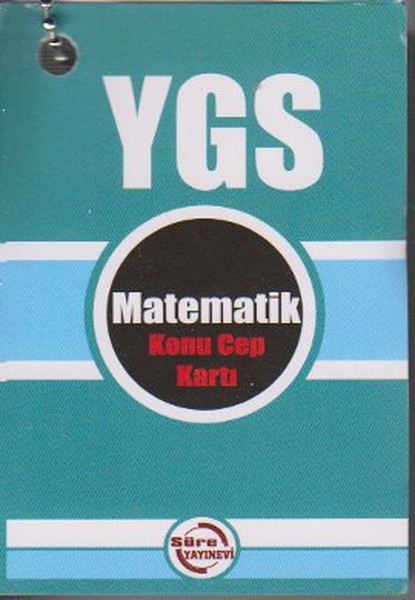 YGS
Matematik
Konu Cep
Kartı
Süre
YAYINEVİ